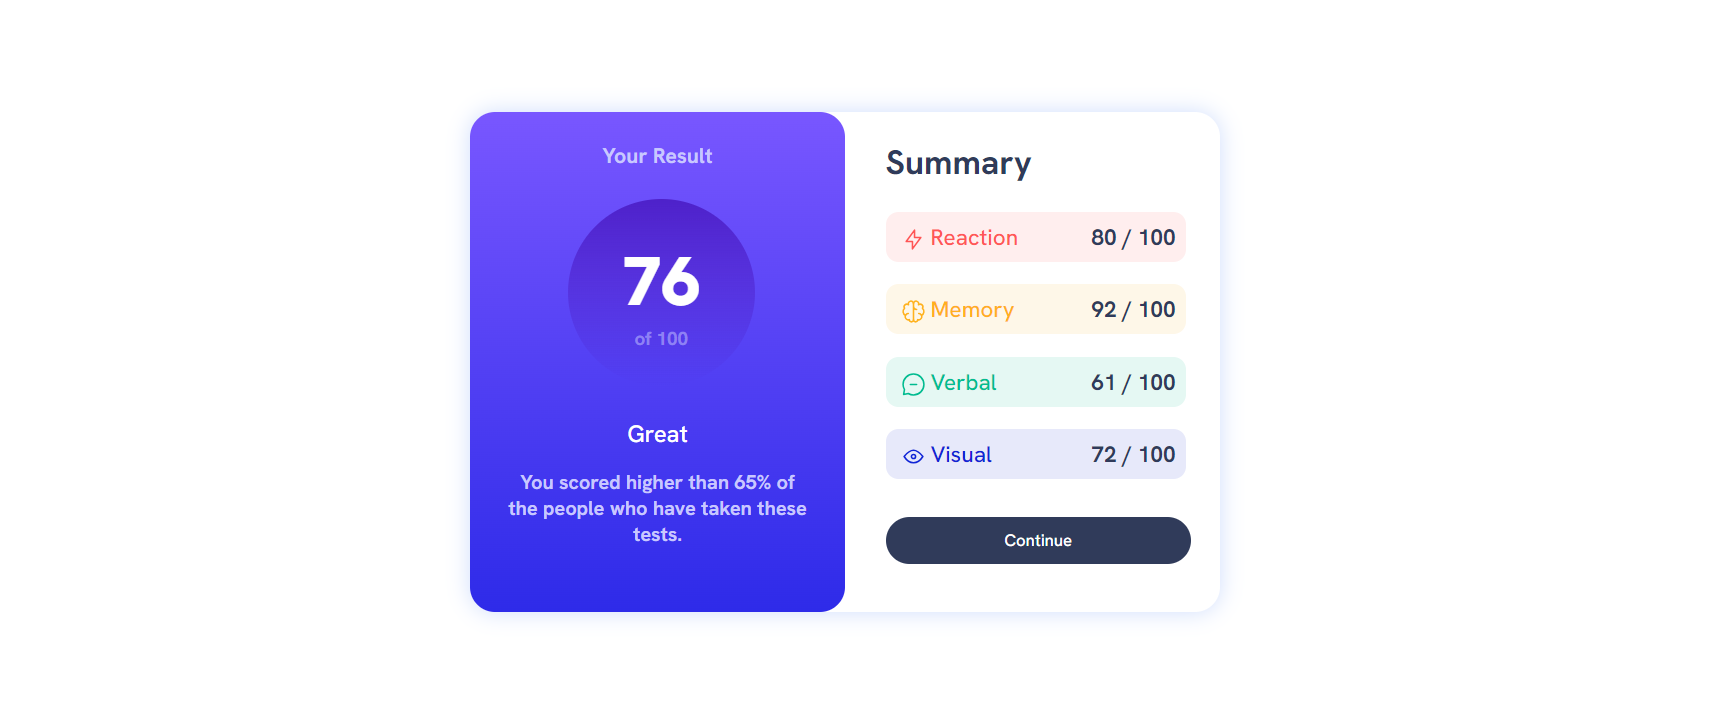 Your Result
76
of 100
Great
You scored higher than 65% of
the people who have taken these
tests.
Summary
Reaction 80 / 100
Memory 92 / 100
Verbal 61 / 100
Visual 72 / 100
Continue